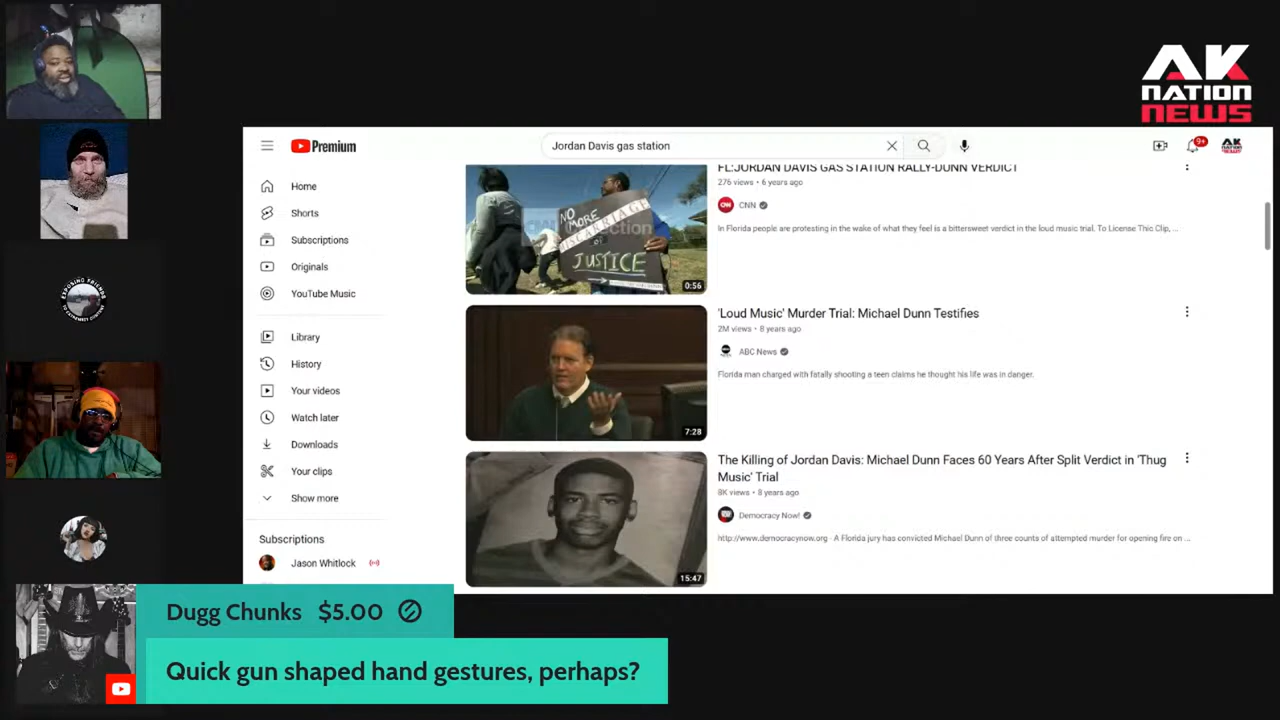 AK
NATION
NEWS
Premium
Jordan Davis gas station
9+
Home
Shorts
Subscriptions
Originals
YouTube Music
Library
History
Your videos
Watch later
Downloads
Your clips
Show more
Subscriptions
Jason Whitlock
FL:JORDAN DAVIS GAS STATION RALLY-DUNN VERDICT
276 views • 6 years ago
CNN
In Florida people are protesting in the wake of what they feel is a bittersweet verdict in the loud music trial. To License This Clip, ...
NO
MORE
MISCARRIAGE
of
JUSTICE
0:56
'Loud Music' Murder Trial: Michael Dunn Testifies
2M views • 8 years ago
ABC News
Florida man charged with fatally shooting a teen claims he thought his life was in danger.
7:28
The Killing of Jordan Davis: Michael Dunn Faces 60 Years After Split Verdict in 'Thug
Music' Trial
8K views • 8 years ago
Democracy Now!
http://www.democracynow.org - A Florida jury has convicted Michael Dunn of three counts of attempted murder for opening fire on ...
15:47
EXPOSING FRIENDS
Dugg Chunks $5.00
Quick gun shaped hand gestures, perhaps?